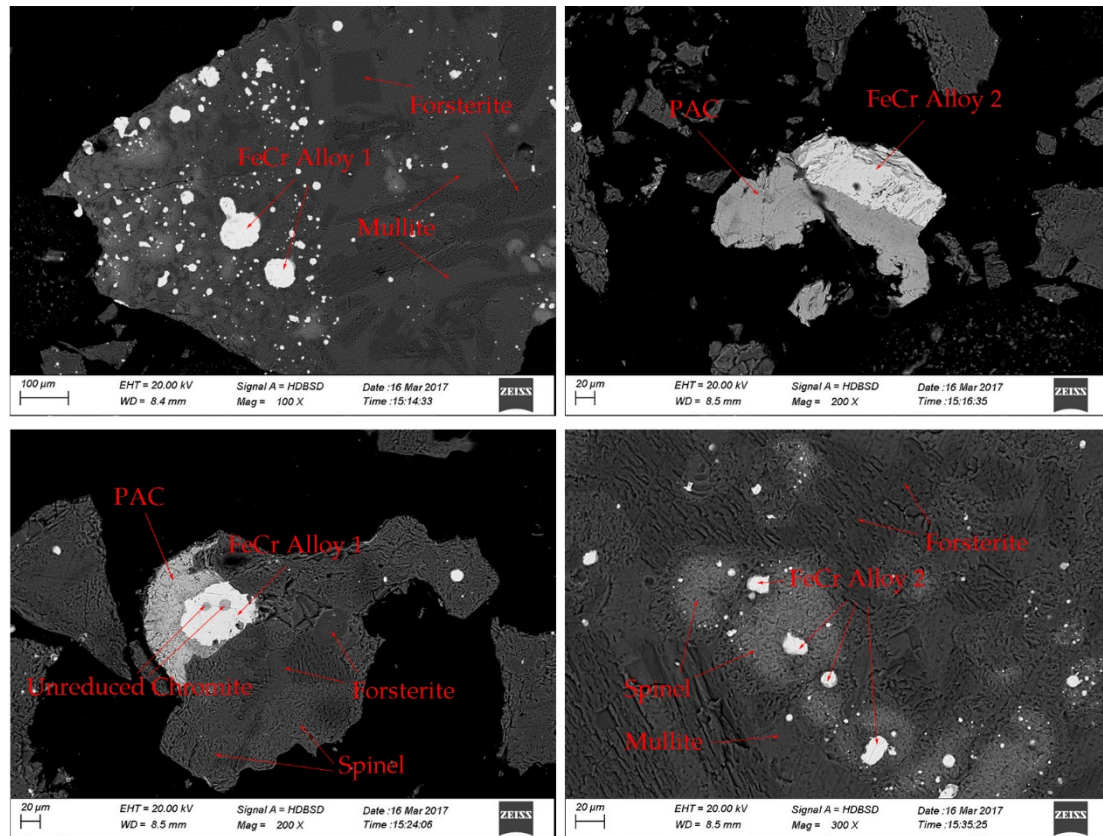 Forsterite
FeCr Alloy 1
Mullite
100 µm
EHT = 20.00 kV
WD = 8.4 mm
Signal A = HDBSD
Mag = 100 X
Date :16 Mar 2017
Time :15:14:33
ZEISS
PAC
FeCr Alloy 2
20 µm
EHT = 20.00 kV
WD = 8.5 mm
Signal A = HDBSD
Mag = 200 X
Date :16 Mar 2017
Time :15:16:35
ZEISS
PAC
FeCr Alloy 1
Unreduced Chromite
Forsterite
Spinel
20 µm
EHT = 20.00 kV
WD = 8.5 mm
Signal A = HDBSD
Mag = 200 X
Date :16 Mar 2017
Time :15:24:06
ZEISS
Forsterite
FeCr Alloy 2
Spinel
Mullite
20 µm
EHT = 20.00 kV
WD = 8.5 mm
Signal A = HDBSD
Mag = 300 X
Date :16 Mar 2017
Time :15:35:25
ZEISS